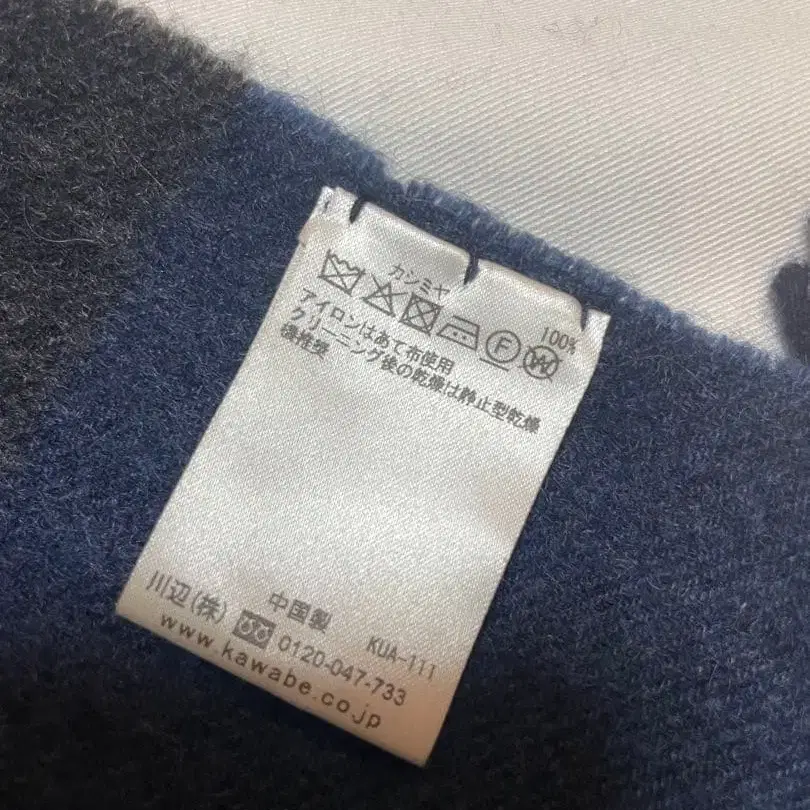 カシミヤ 100%
F W
アイロンはあて布使用
クリーニング後の乾燥は静止型乾燥
機推奨
中国製 KUA-111
川辺(株) 0120-047-733
www.kawabe.co.jp